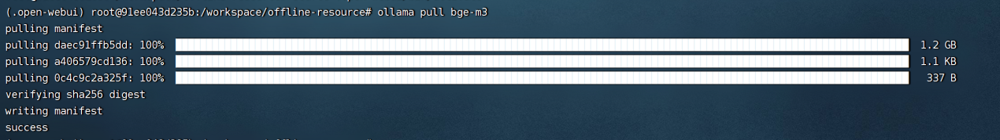 (.open-webui) root@91ee043d235b:/workspace/offline-resource# ollama pull bge-m3
pulling manifest
pulling daec91ffb5dd: 100% 1.2 GB
pulling a406579cd136: 100% 1.1 KB
pulling 0c4c9c2a325f: 100% 337 B
verifying sha256 digest
writing manifest
success